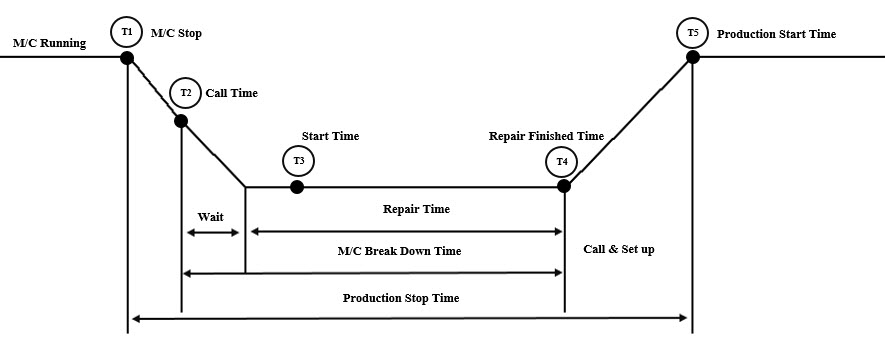 T1
M/C Stop
T5
Production Start Time
M/C Running
T2
Call Time
Start Time
Repair Finished Time
T3
T4
Wait
Repair Time
M/C Break Down Time
Call & Set up
Production Stop Time